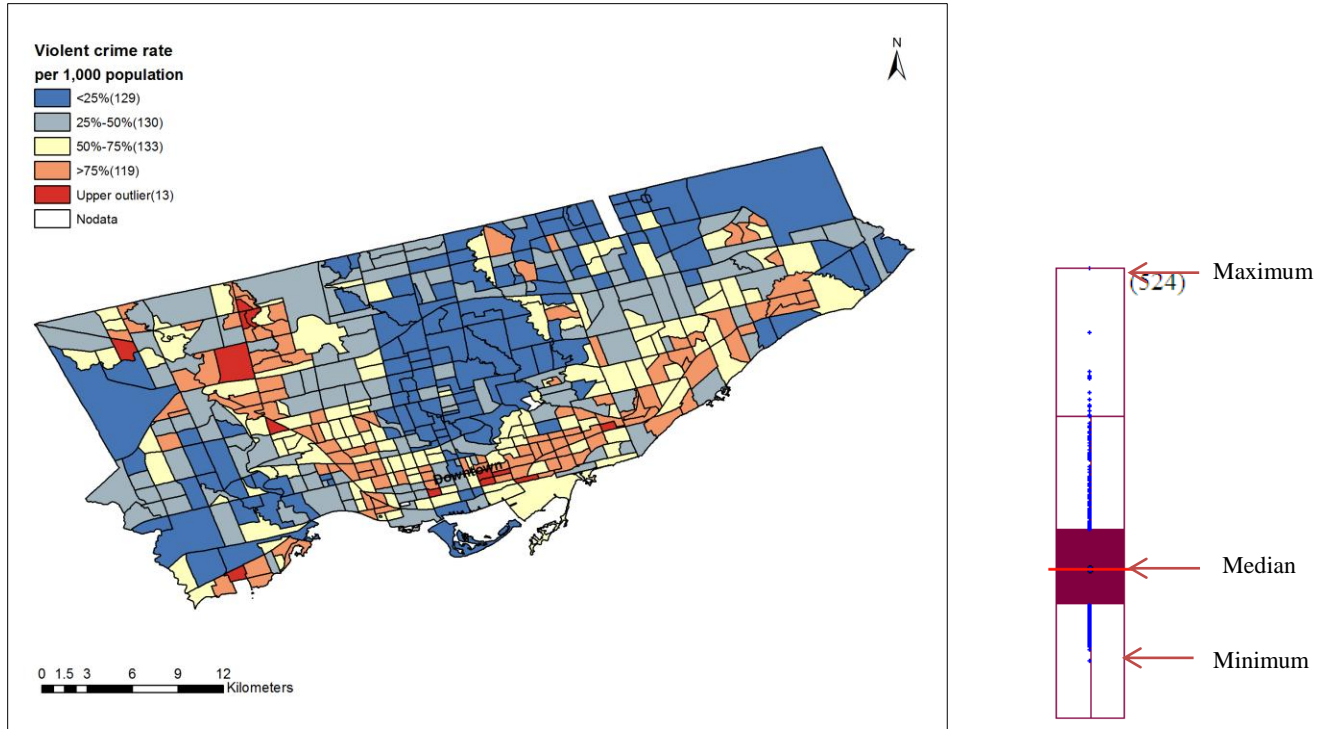 Violent crime rate
per 1,000 population
<25%(129)
25%-50%(130)
50%-75%(133)
>75%(119)
Upper outlier(13)
Nodata
N
Downtown
0 1.5 3 6 9 12
Kilometers
Maximum
(524)
Median
Minimum